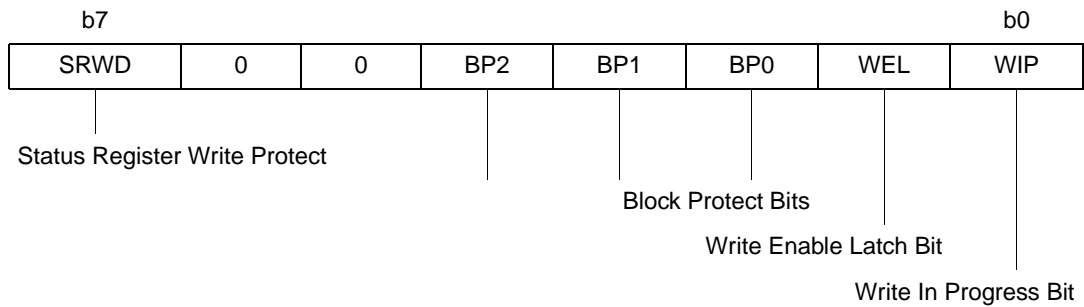 b7 b0
SRWD 0 0 BP2 BP1 BP0 WEL WIP
Status Register Write Protect
Block Protect Bits
Write Enable Latch Bit
Write In Progress Bit